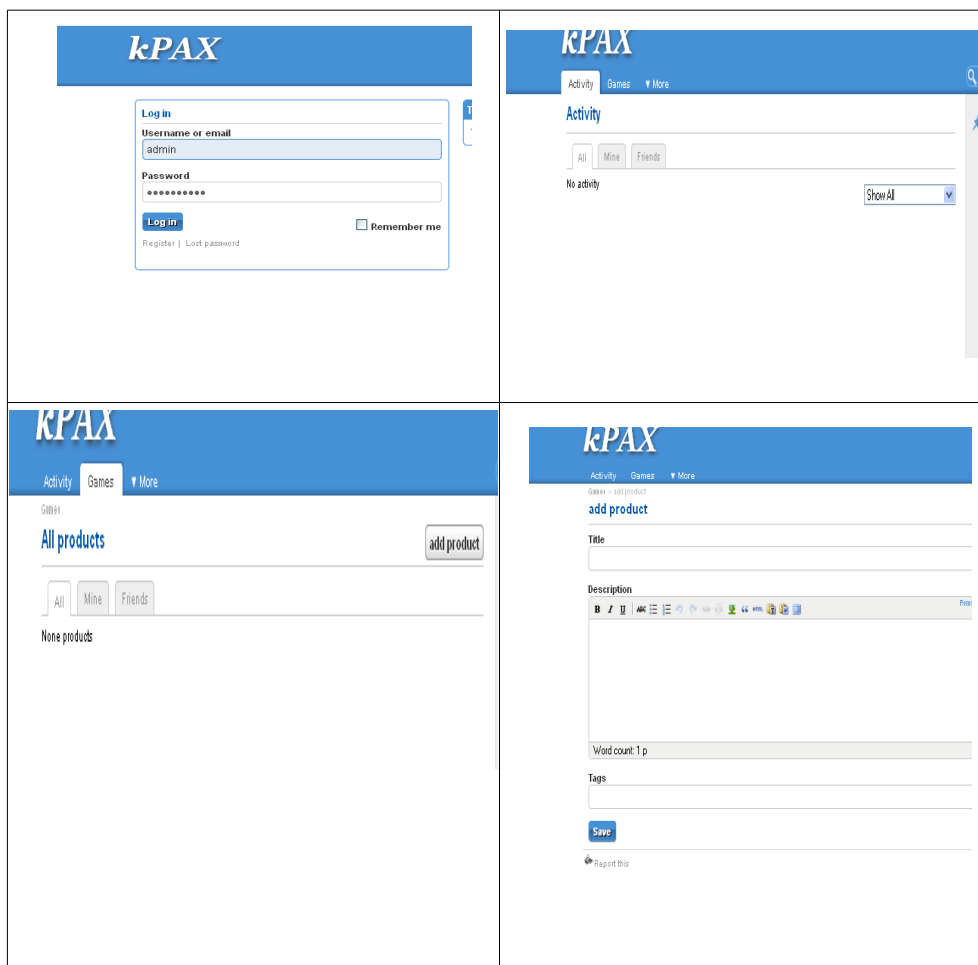 kPAX
Log in
Username or email
admin
Password
••••••••••
Log in
Remember me
Register | Lost password
kPAX
Activity Games ▼ More
Activity
All Mine Friends
No activity
Show All
kPAX
Activity Games ▼ More
Games
All products
add product
All Mine Friends
None products
kPAX
Activity Games ▼ More
Games » add product
add product
Title
Description
B I U ABC HTML
Word count: 1 p
Tags
Save
Report this